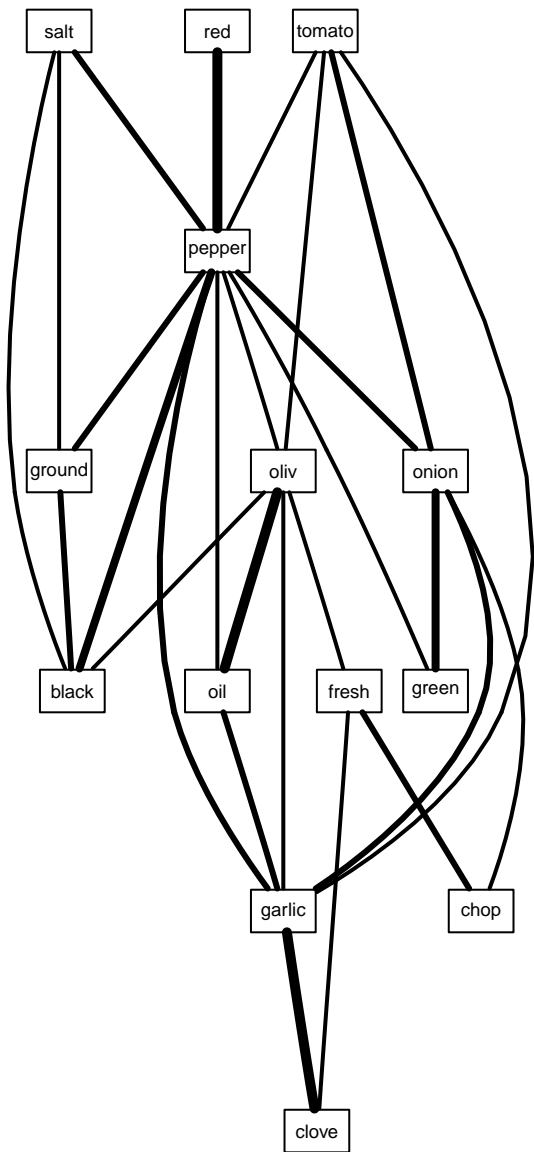 salt
red
tomato
pepper
ground
oliv
onion
black
oil
fresh
green
garlic
chop
clove